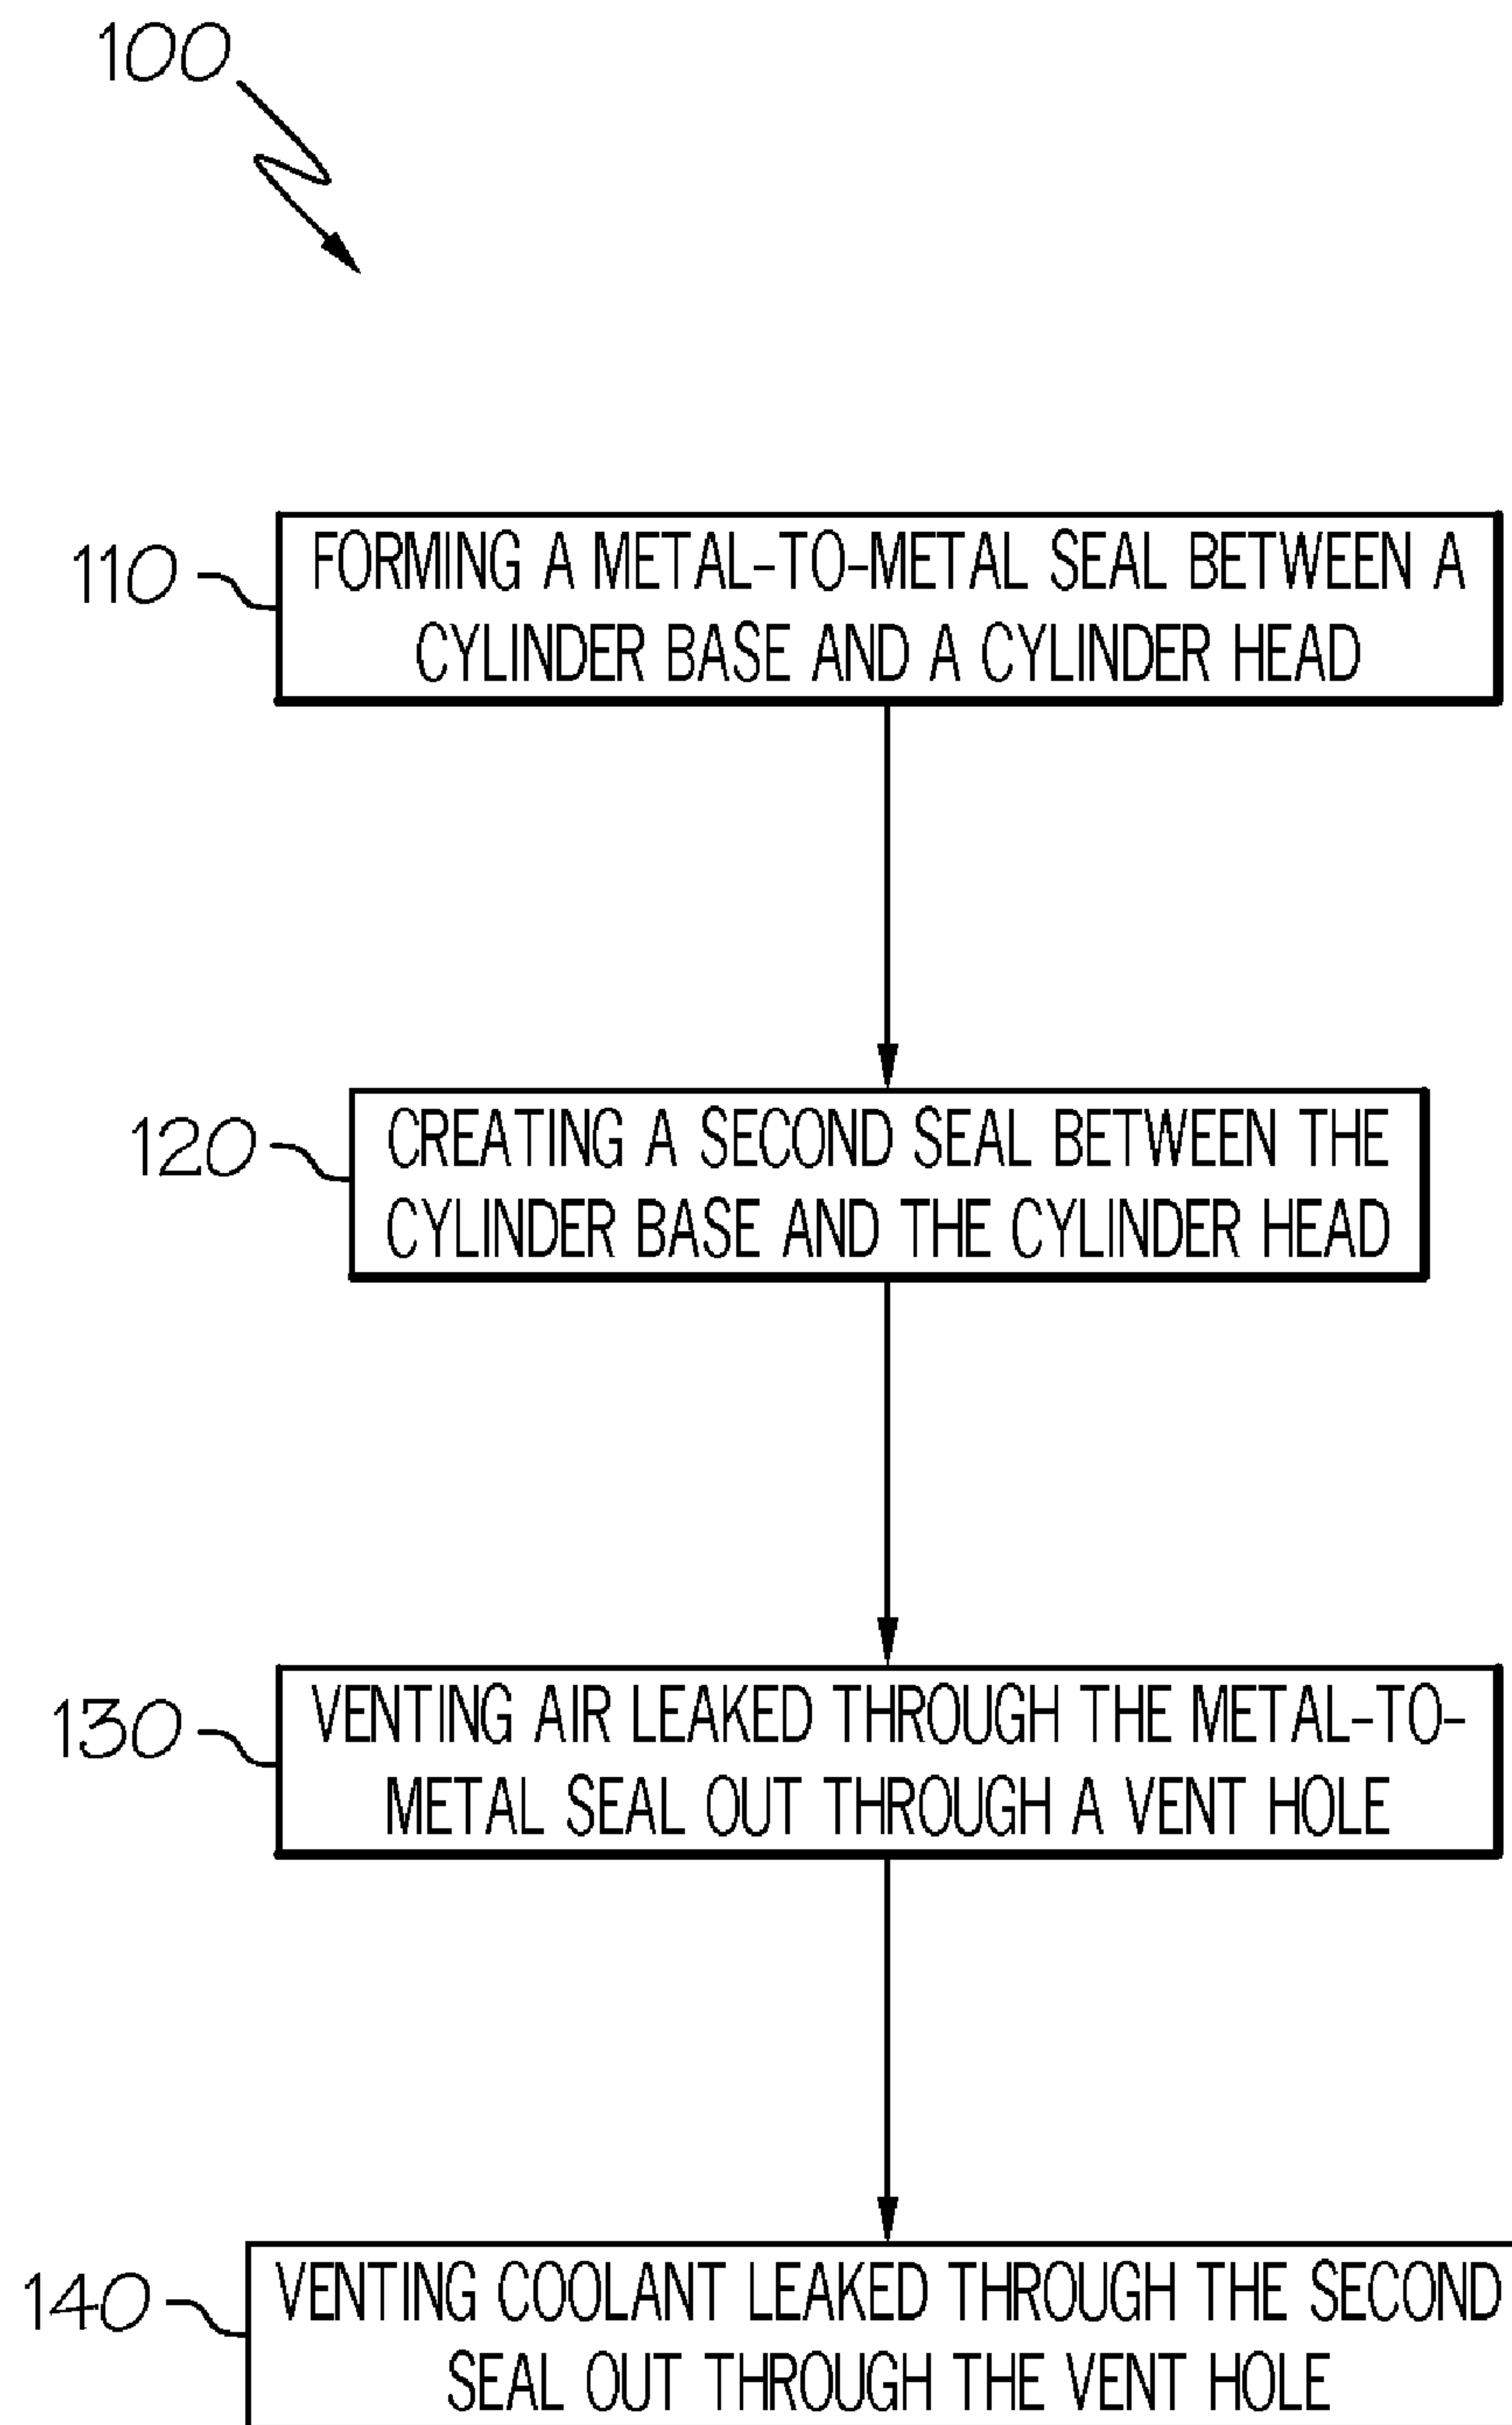 100
110
FORMING A METAL-TO-METAL SEAL BETWEEN A
CYLINDER BASE AND A CYLINDER HEAD
120
CREATING A SECOND SEAL BETWEEN THE
CYLINDER BASE AND THE CYLINDER HEAD
130
VENTING AIR LEAKED THROUGH THE METAL-TO-
METAL SEAL OUT THROUGH A VENT HOLE
140
VENTING COOLANT LEAKED THROUGH THE SECOND
SEAL OUT THROUGH THE VENT HOLE